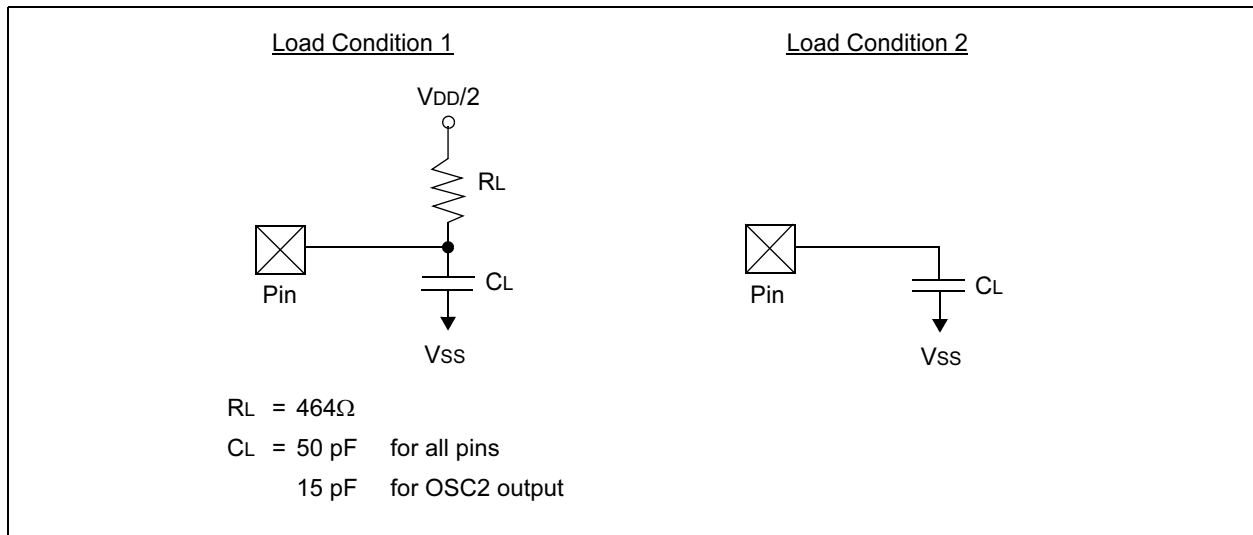 Load Condition 1
VDD/2
RL
CL
Pin
VSS
RL = 464Ω
CL = 50 pF for all pins
15 pF for OSC2 output
Load Condition 2
CL
Pin
VSS